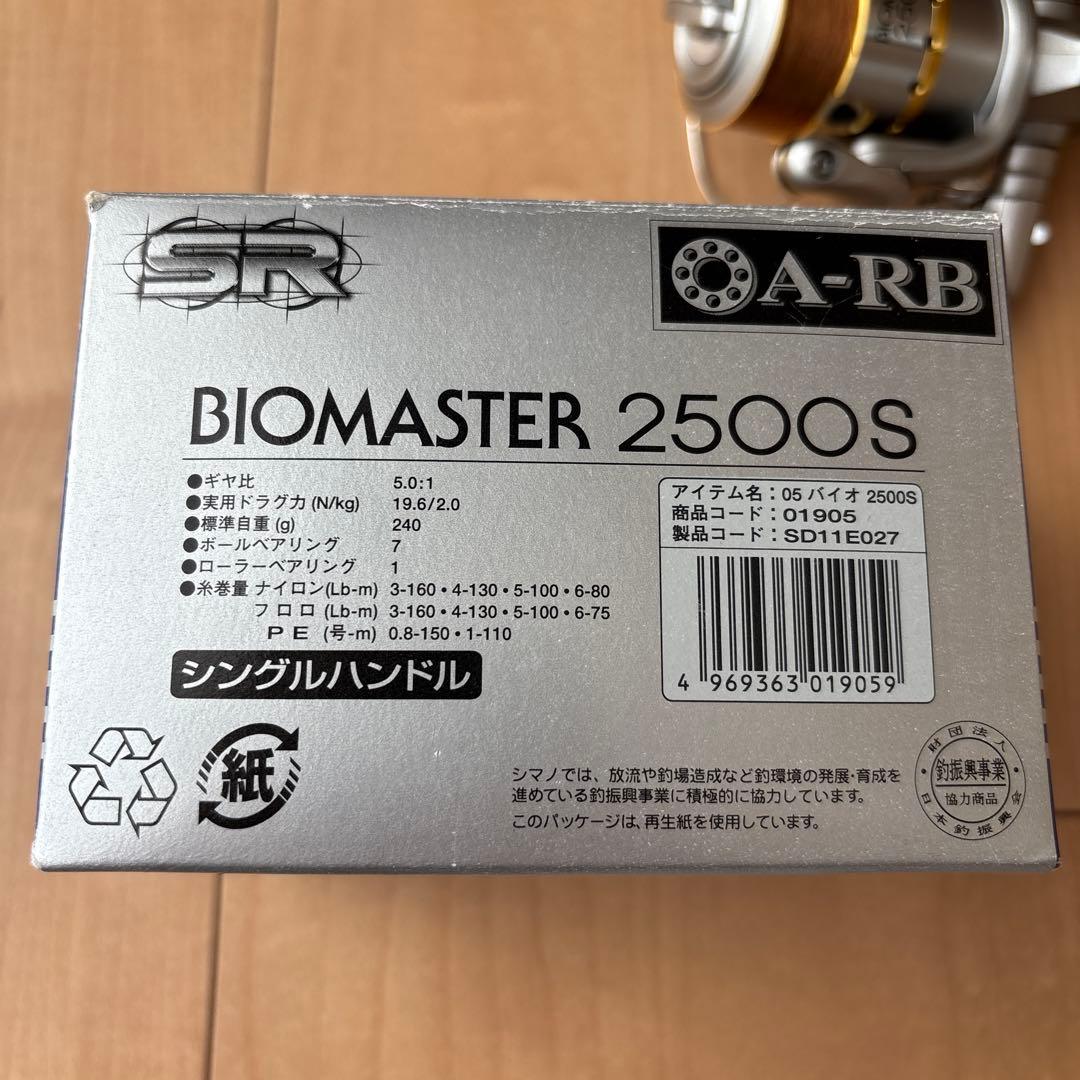 SR
A-RB
BIOMASTER 2500S
●ギヤ比 5.0:1
●実用ドラグ力 (N/kg) 19.6/2.0
●標準自重 (g) 240
●ボールベアリング 7
●ローラーベアリング 1
●糸巻量 ナイロン(Lb-m) 3-160・4-130・5-100・6-80
フロロ (Lb-m) 3-160・4-130・5-100・6-75
PE (号-m) 0.8-150・1-110
シングルハンドル
アイテム名:05 バイオ 2500S
商品コード:01905
製品コード:SD11E027
4 969363 019059
紙
シマノでは、放流や釣場造成など釣環境の発展・育成を
進めている釣振興事業に積極的に協力しています。
このパッケージは、再生紙を使用しています。
財団法人
釣振興事業
協力商品
日本釣振興会